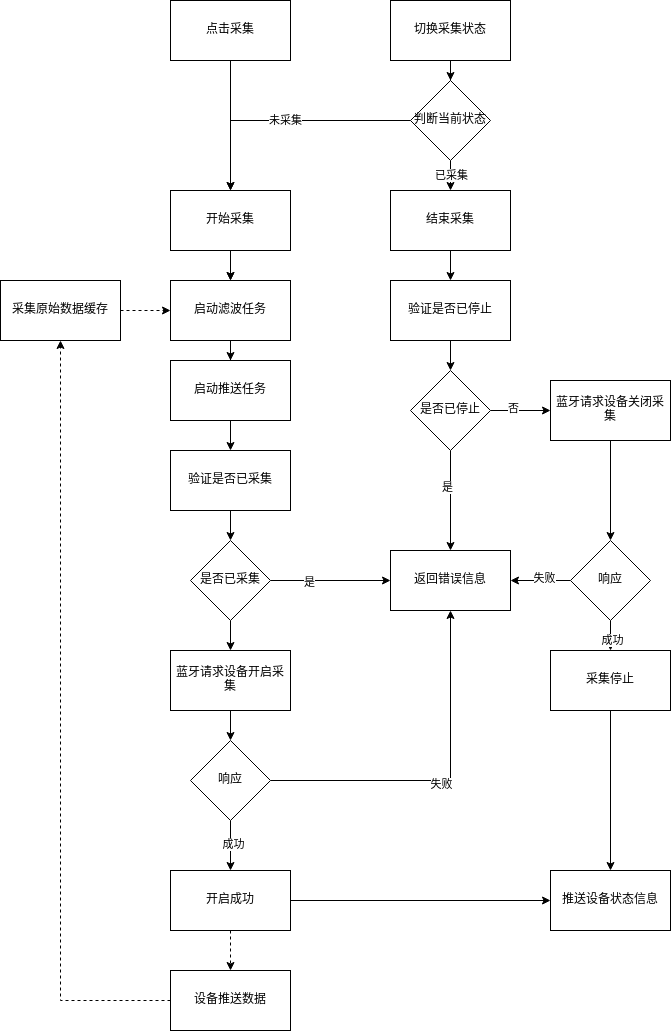 点击采集
切换采集状态
判断当前状态
未采集
已采集
开始采集
结束采集
采集原始数据缓存
启动滤波任务
验证是否已停止
启动推送任务
是否已停止
否
蓝牙请求设备关闭采
集
验证是否已采集
是
是否已采集
是
返回错误信息
失败
响应
成功
蓝牙请求设备开启采
集
采集停止
响应
失败
成功
开启成功
推送设备状态信息
设备推送数据